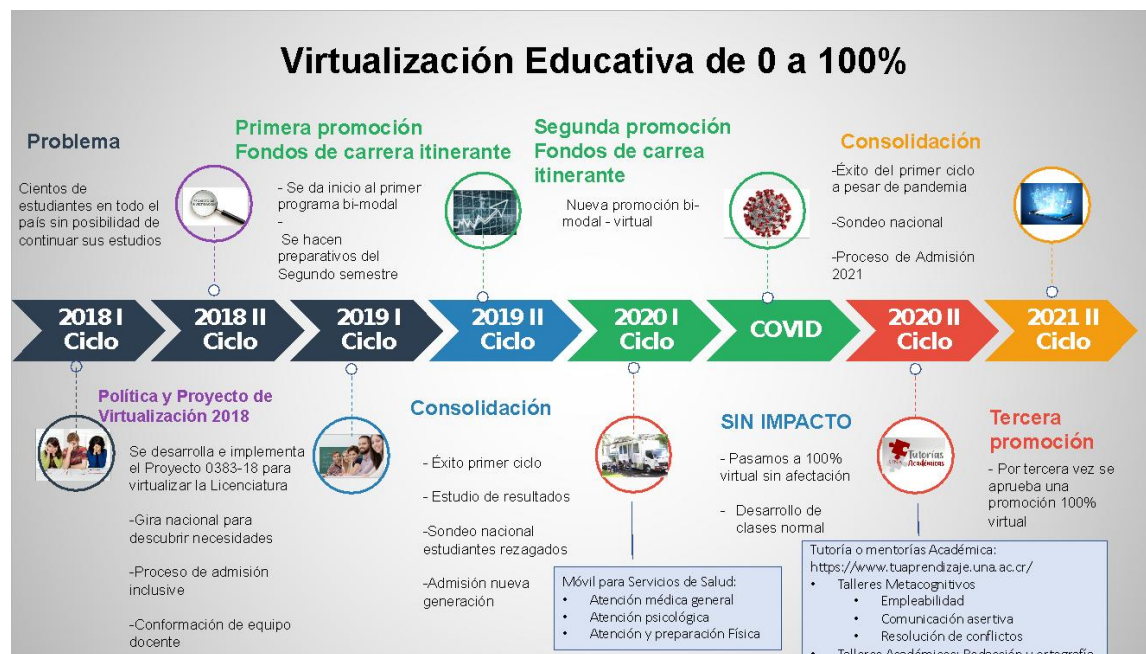 Virtualización Educativa de 0 a 100%
Problema
Cientos de
estudiantes en todo el
país sin posibilidad de
continuar sus estudios
Primera promoción
Fondos de carrera itinerante
- Se da inicio al primer
programa bi-modal
-
Se hacen
preparativos del
Segundo semestre
Segunda promoción
Fondos de carrea
itinerante
Nueva promoción bi-
modal - virtual
Consolidación
-Éxito del primer ciclo
a pesar de pandemia
-Sondeo nacional
-Proceso de Admisión
2021
2018 I
Ciclo
2018 II
Ciclo
2019 I
Ciclo
2019 II
Ciclo
2020 I
Ciclo
COVID
2020 II
Ciclo
2021 II
Ciclo
Política y Proyecto de
Virtualización 2018
Se desarrolla e implementa
el Proyecto 0383-18 para
virtualizar la Licenciatura
-Gira nacional para
descubrir necesidades
-Proceso de admisión
inclusive
-Conformación de equipo
docente
Consolidación
- Éxito primer ciclo
- Estudio de resultados
-Sondeo nacional
estudiantes rezagados
-Admisión nueva
generación
Móvil para Servicios de Salud:
• Atención médica general
• Atención psicológica
• Atención y preparación Física
SIN IMPACTO
- Pasamos a 100%
virtual sin afectación
- Desarrollo de
clases normal
Tutorías
Académicas
Tercera
promoción
- Por tercera vez se
aprueba una
promoción 100%
virtual
Tutoría o mentorías Académica:
https://www.tuaprendizaje.una.ac.cr/
• Talleres Metacognitivos
• Empleabilidad
• Comunicación asertiva
• Resolución de conflictos
• Talleres Académicos: Redacción y ortografía